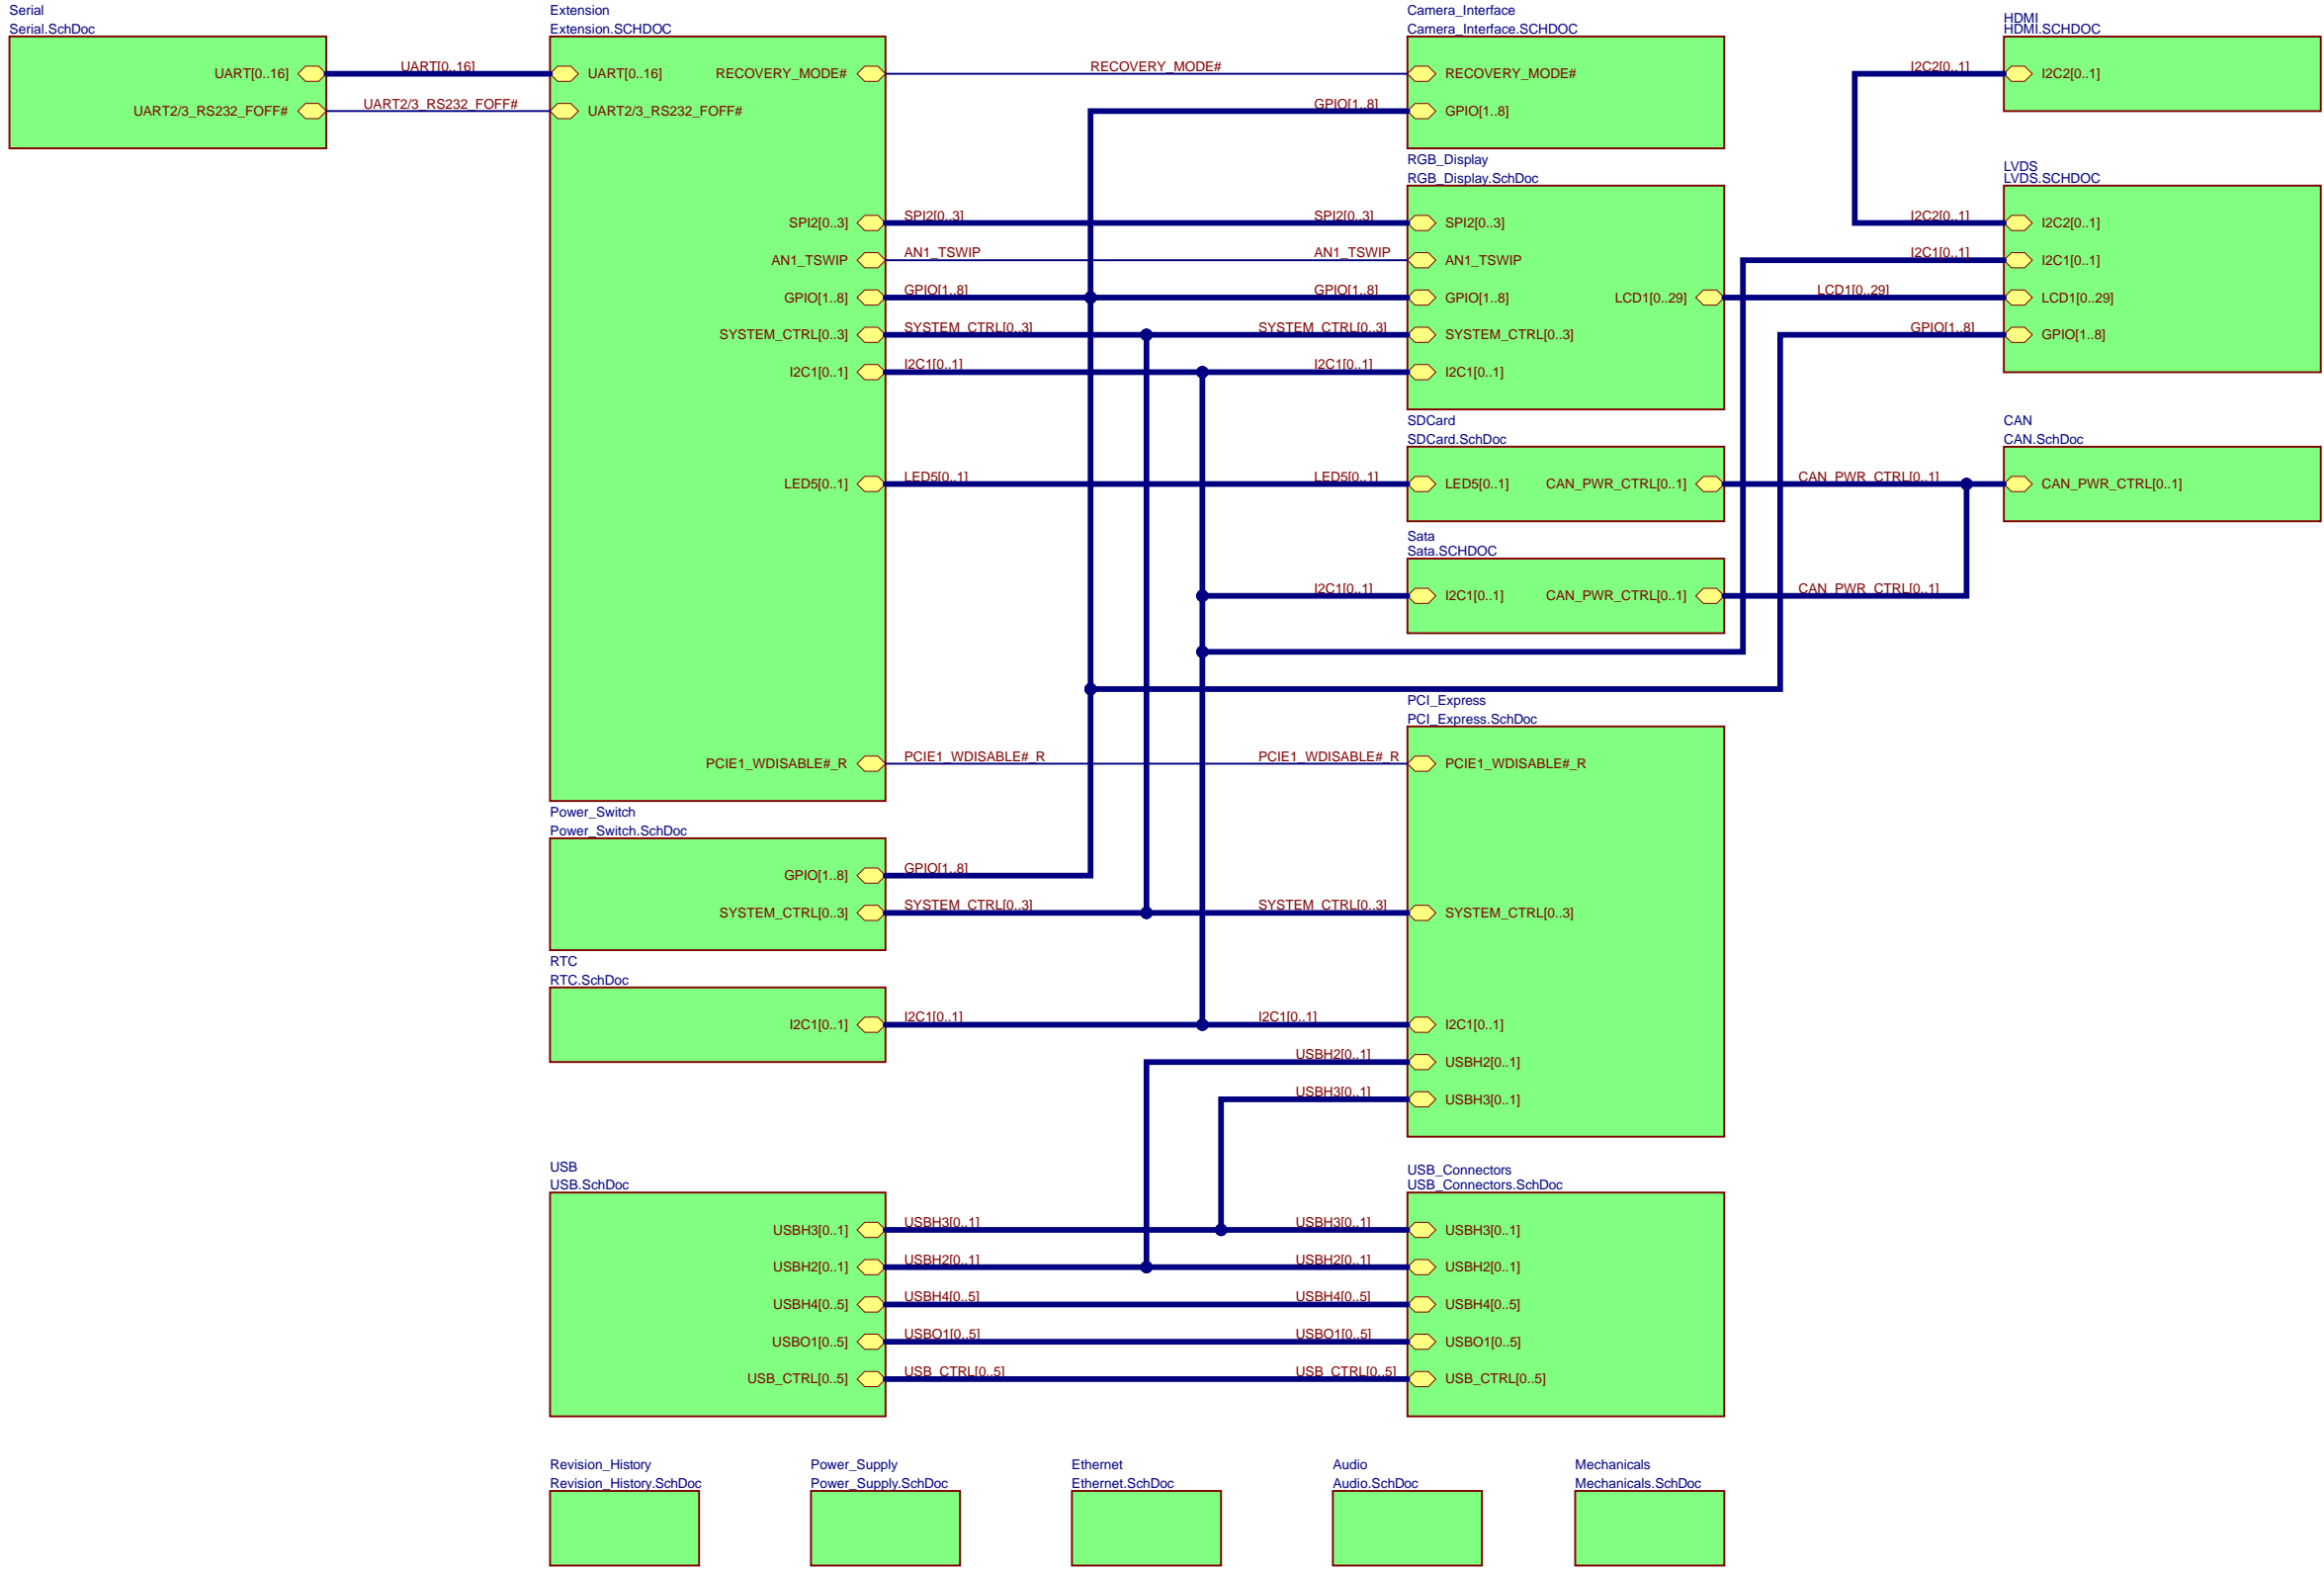 Serial
Serial.SchDoc
UART[0..16]
UART2/3_RS232_FOFF#
UART[0..16]
UART2/3_RS232_FOFF#
Extension
Extension.SCHDOC
UART[0..16]
RECOVERY_MODE#
UART2/3_RS232_FOFF#
SPI2[0..3]
AN1_TSWIP
GPIO[1..8]
SYSTEM_CTRL[0..3]
I2C1[0..1]
LED5[0..1]
PCIE1_WDISABLE#_R
RECOVERY_MODE#
GPIO[1..8]
SPI2[0..3]
SPI2[0..3]
AN1_TSWIP
AN1_TSWIP
GPIO[1..8]
GPIO[1..8]
SYSTEM_CTRL[0..3]
SYSTEM_CTRL[0..3]
I2C1[0..1]
I2C1[0..1]
LED5[0..1]
LED5[0..1]
I2C1[0..1]
PCIE1_WDISABLE#_R
PCIE1_WDISABLE#_R
Camera_Interface
Camera_Interface.SCHDOC
RECOVERY_MODE#
GPIO[1..8]
RGB_Display
RGB_Display.SchDoc
SPI2[0..3]
AN1_TSWIP
GPIO[1..8]
LCD1[0..29]
SYSTEM_CTRL[0..3]
I2C1[0..1]
SDCard
SDCard.SchDoc
LED5[0..1]
CAN_PWR_CTRL[0..1]
Sata
Sata.SCHDOC
I2C1[0..1]
CAN_PWR_CTRL[0..1]
I2C2[0..1]
I2C2[0..1]
I2C1[0..1]
LCD1[0..29]
GPIO[1..8]
CAN_PWR_CTRL[0..1]
CAN_PWR_CTRL[0..1]
HDMI
HDMI.SCHDOC
I2C2[0..1]
LVDS
LVDS.SCHDOC
I2C2[0..1]
I2C1[0..1]
LCD1[0..29]
GPIO[1..8]
CAN
CAN.SchDoc
CAN_PWR_CTRL[0..1]
Power_Switch
Power_Switch.SchDoc
GPIO[1..8]
SYSTEM_CTRL[0..3]
GPIO[1..8]
SYSTEM_CTRL[0..3]
SYSTEM_CTRL[0..3]
RTC
RTC.SchDoc
I2C1[0..1]
I2C1[0..1]
I2C1[0..1]
USBH2[0..1]
USBH3[0..1]
PCI_Express
PCI_Express.SchDoc
PCIE1_WDISABLE#_R
SYSTEM_CTRL[0..3]
I2C1[0..1]
USBH2[0..1]
USBH3[0..1]
USB
USB.SchDoc
USBH3[0..1]
USBH2[0..1]
USBH4[0..5]
USBO1[0..5]
USB_CTRL[0..5]
USBH3[0..1]
USBH3[0..1]
USBH2[0..1]
USBH2[0..1]
USBH4[0..5]
USBH4[0..5]
USBO1[0..5]
USBO1[0..5]
USB_CTRL[0..5]
USB_CTRL[0..5]
USB_Connectors
USB_Connectors.SchDoc
USBH3[0..1]
USBH2[0..1]
USBH4[0..5]
USBO1[0..5]
USB_CTRL[0..5]
Revision_History
Revision_History.SchDoc
Power_Supply
Power_Supply.SchDoc
Ethernet
Ethernet.SchDoc
Audio
Audio.SchDoc
Mechanicals
Mechanicals.SchDoc